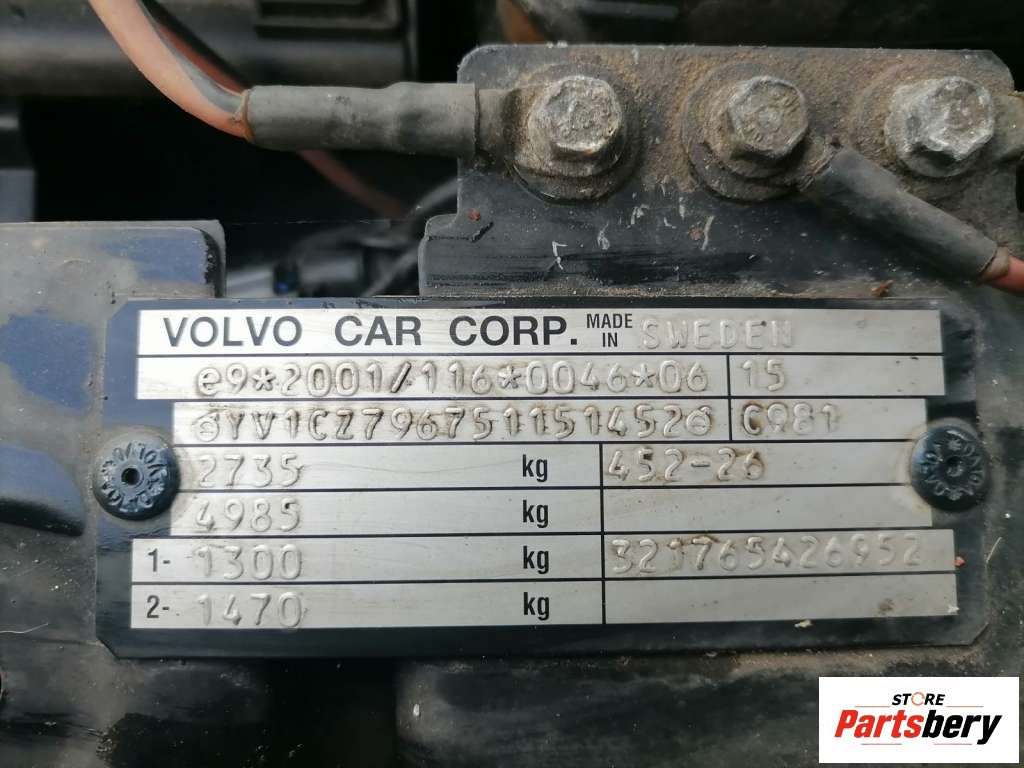 VOLVO CAR CORP. MADE IN SWEDEN
e9*2001/116*0046*06 15
YV1CZ796751151452 C981
2735 kg 452-26
4985 kg
1- 1300 kg 321765426952
2- 1470 kg
STORE
Partsbery